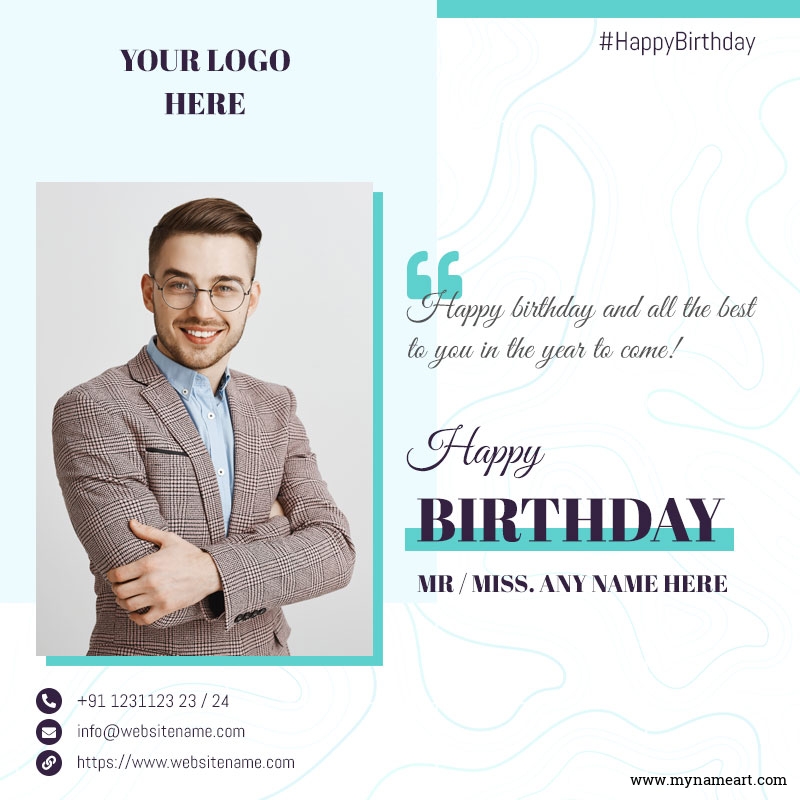 YOUR LOGO
HERE
#HappyBirthday
Happy birthday and all the best
to you in the year to come!
Happy
BIRTHDAY
MR / MISS. ANY NAME HERE
+91 1231123 23 / 24
info@websitename.com
https://www.websitename.com
www.mynameart.com